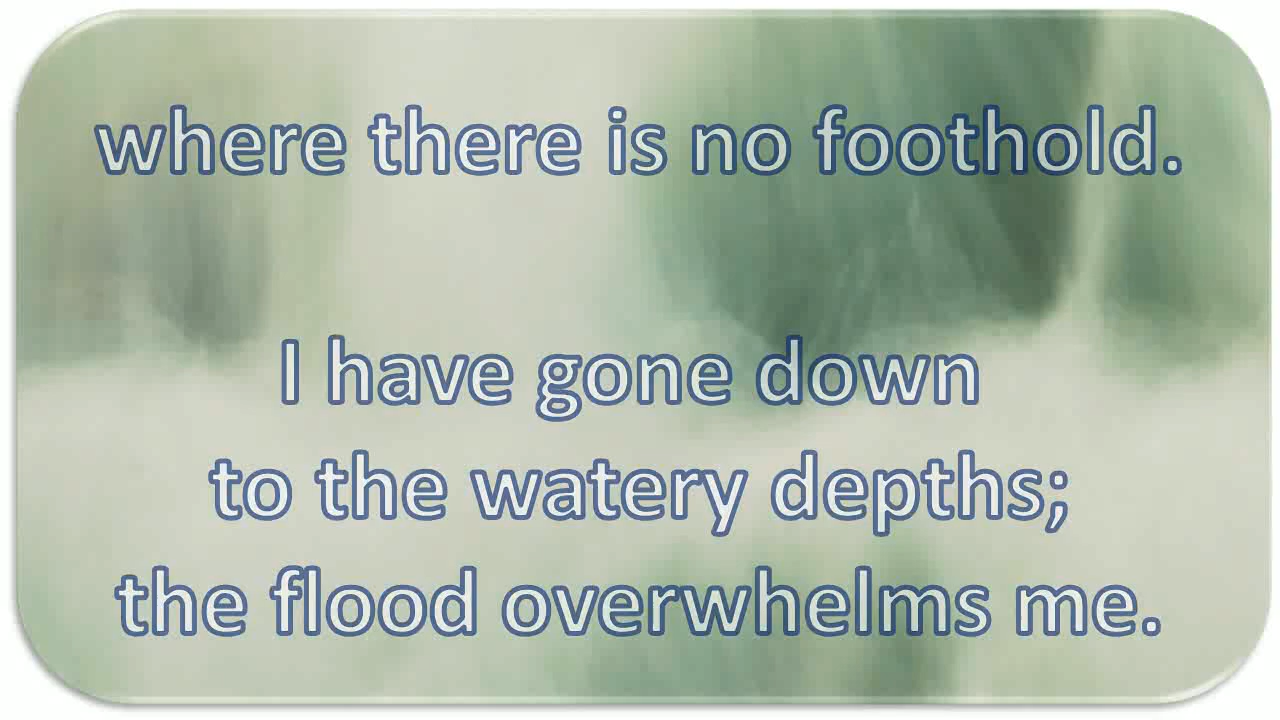 where there is no foothold.
I have gone down
to the watery depths;
the flood overwhelms me.